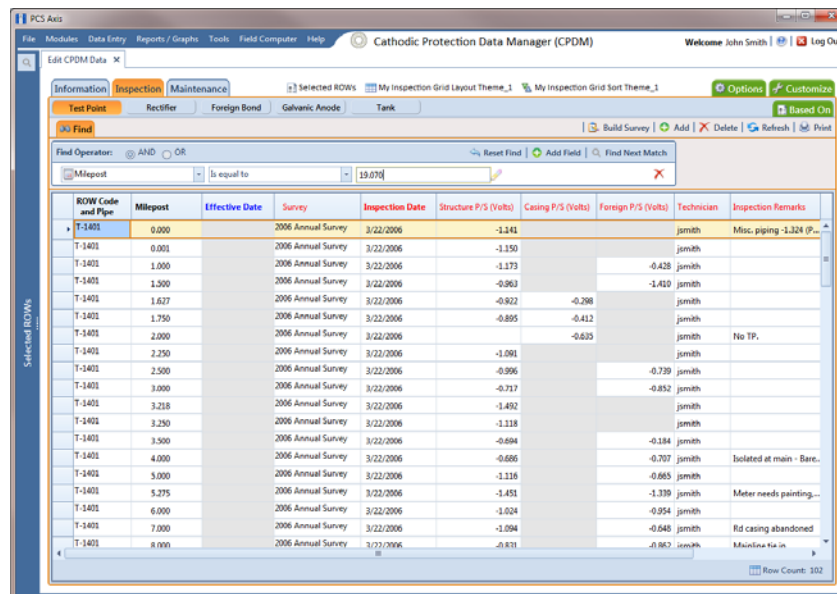 PCS Axis
File Modules Data Entry Reports / Graphs Tools Field Computer Help Cathodic Protection Data Manager (CPDM) Welcome John Smith Log Ou
Edit CPDM Data
Information Inspection Maintenance Selected ROWs My Inspection Grid Layout Theme_1 My Inspection Grid Sort Theme_1 Options Customize
Test Point Rectifier Foreign Bond Galvanic Anode Tank Based On
Find Build Survey Add Delete Refresh Print
Find Operator: AND OR Reset Find Add Field Find Next Match
Milepost Is equal to 19.070
ROW Code and Pipe Milepost Effective Date Survey Inspection Date Structure P/S (Volts) Casing P/S (Volts) Foreign P/S (Volts) Technician Inspection Remarks
T-1401 0.000 2006 Annual Survey 3/22/2006 -1.141 jsmith Misc. piping -1.324 (P...
T-1401 0.001 2006 Annual Survey 3/22/2006 -1.150 jsmith
T-1401 1.000 2006 Annual Survey 3/22/2006 -1.173 -0.428 jsmith
T-1401 1.500 2006 Annual Survey 3/22/2006 -0.963 -1.410 jsmith
T-1401 1.627 2006 Annual Survey 3/22/2006 -0.922 -0.298 jsmith
T-1401 1.750 2006 Annual Survey 3/22/2006 -0.895 -0.412 jsmith
T-1401 2.000 2006 Annual Survey 3/22/2006 -0.635 jsmith No TP.
T-1401 2.250 2006 Annual Survey 3/22/2006 -1.091 jsmith
T-1401 2.500 2006 Annual Survey 3/22/2006 -0.996 -0.739 jsmith
T-1401 3.000 2006 Annual Survey 3/22/2006 -0.717 -0.852 jsmith
T-1401 3.218 2006 Annual Survey 3/22/2006 -1.492 jsmith
T-1401 3.250 2006 Annual Survey 3/22/2006 -1.118 jsmith
T-1401 3.500 2006 Annual Survey 3/22/2006 -0.694 -0.184 jsmith
T-1401 4.000 2006 Annual Survey 3/22/2006 -0.686 -0.707 jsmith Isolated at main - Bare..
T-1401 5.000 2006 Annual Survey 3/22/2006 -1.116 -0.665 jsmith
T-1401 5.275 2006 Annual Survey 3/22/2006 -1.451 -1.339 jsmith Meter needs painting,...
T-1401 6.000 2006 Annual Survey 3/22/2006 -1.024 -0.954 jsmith
T-1401 7.000 2006 Annual Survey 3/22/2006 -1.094 -0.648 jsmith Rd casing abandoned
T-1401 8.000 2006 Annual Survey 3/22/2006 -0.831 -0.862 jsmith Mainline tie in
Row Count: 102
Selected ROWs